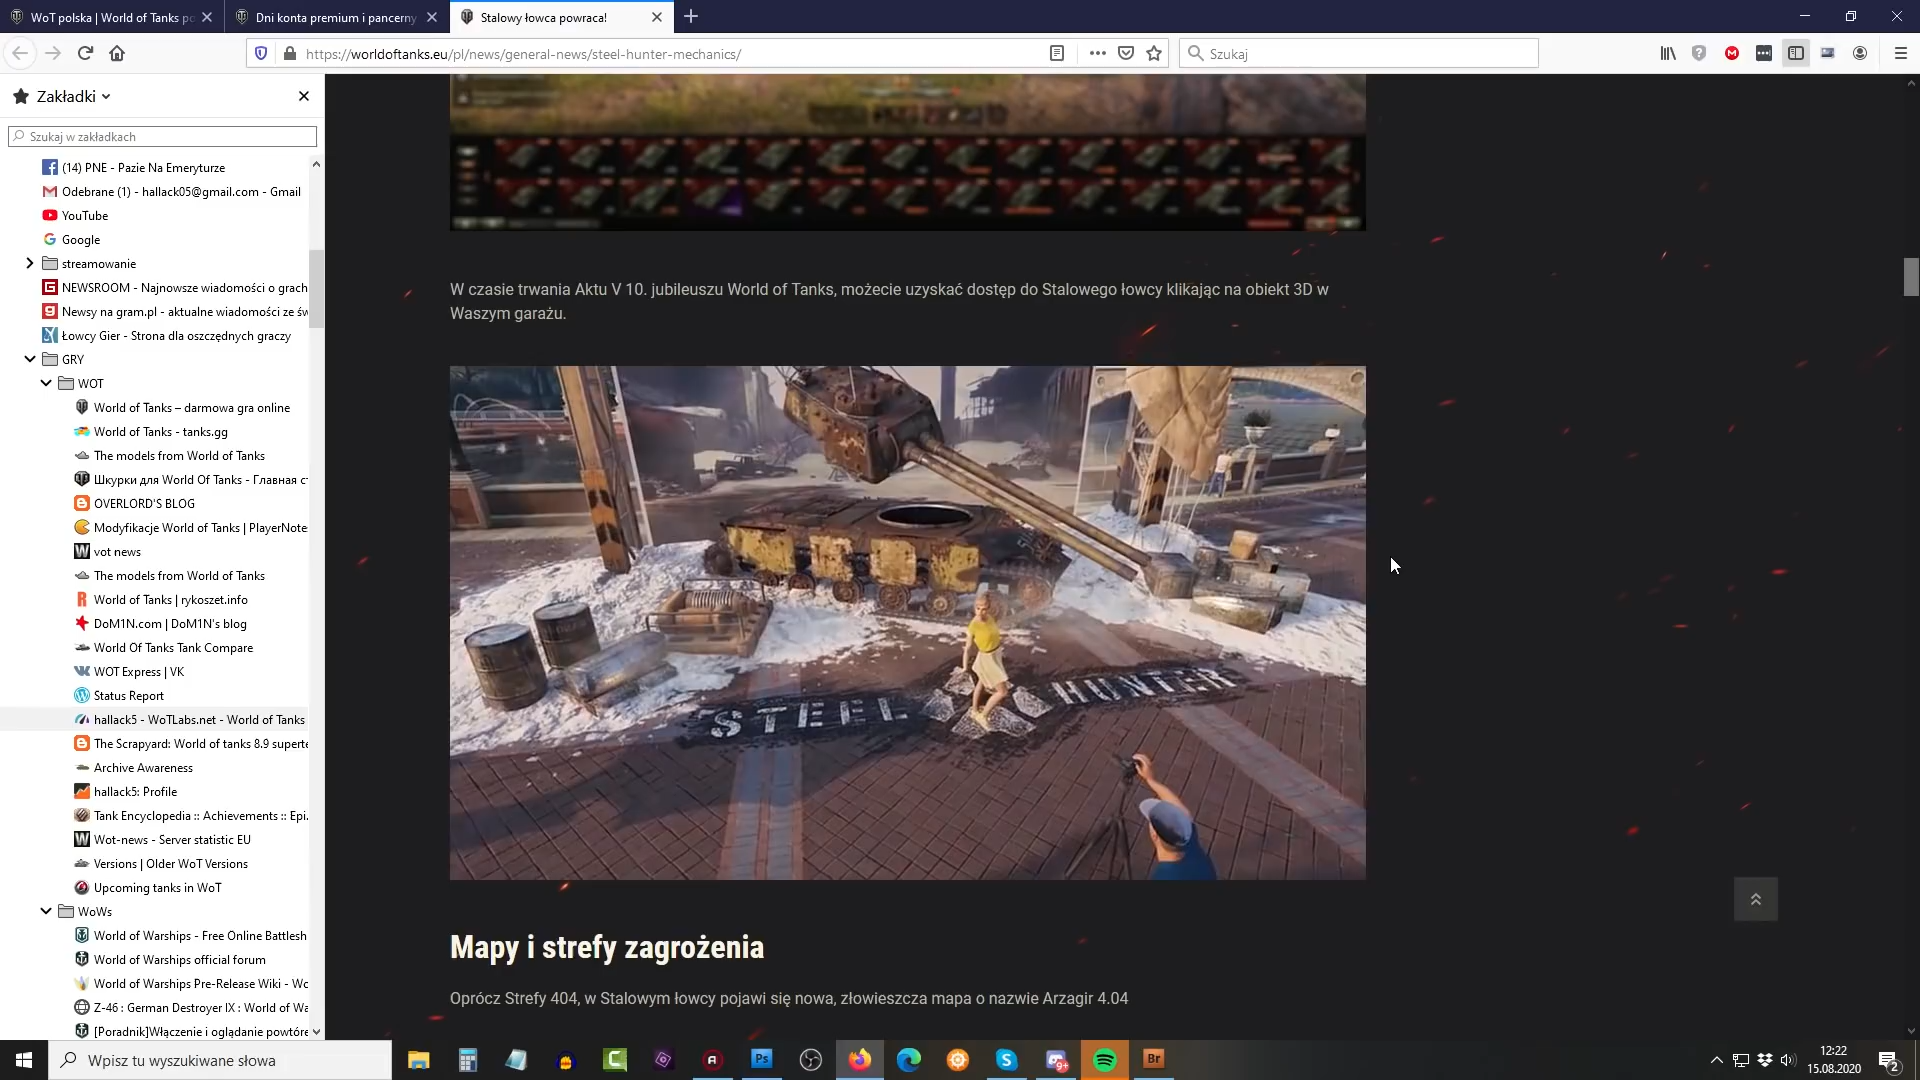 WoT polska | World of Tanks po
Dni konta premium i pancerny
Stalowy łowca powraca!
https://worldoftanks.eu/pl/news/general-news/steel-hunter-mechanics/
Szukaj
Zakładki
Szukaj w zakładkach
(14) PNE - Pazie Na Emeryturze
Odebrane (1) - hallack05@gmail.com - Gmail
YouTube
Google
streamowanie
NEWSROOM - Najnowsze wiadomości o grach
Newsy na gram.pl - aktualne wiadomości ze św
Łowcy Gier - Strona dla oszczędnych graczy
GRY
WOT
World of Tanks – darmowa gra online
World of Tanks - tanks.gg
The models from World of Tanks
Шкурки для World Of Tanks - Главная ст
OVERLORD'S BLOG
Modyfikacje World of Tanks | PlayerNote
vot news
The models from World of Tanks
World of Tanks | rykoszet.info
DoM1N.com | DoM1N's blog
World Of Tanks Tank Compare
WOT Express | VK
Status Report
hallack5 - WoTLabs.net - World of Tanks
The Scrapyard: World of tanks 8.9 superte
Archive Awareness
hallack5: Profile
Tank Encyclopedia :: Achievements :: Epi.
Wot-news - Server statistic EU
Versions | Older WoT Versions
Upcoming tanks in WoT
WoWs
World of Warships - Free Online Battlesh
World of Warships official forum
World of Warships Pre-Release Wiki - Wo
Z-46 : German Destroyer IX : World of Wa
[Poradnik]Włączenie i oglądanie powtóre
W czasie trwania Aktu V 10. jubileuszu World of Tanks, możecie uzyskać dostęp do Stalowego łowcy klikając na obiekt 3D w
Waszym garażu.
STEEL HUNTER
Mapy i strefy zagrożenia
Oprócz Strefy 404, w Stalowym łowcy pojawi się nowa, złowieszcza mapa o nazwie Arzagir 4.04
Wpisz tu wyszukiwane słowa
Ps
9+
Br
12:22
15.08.2020
2